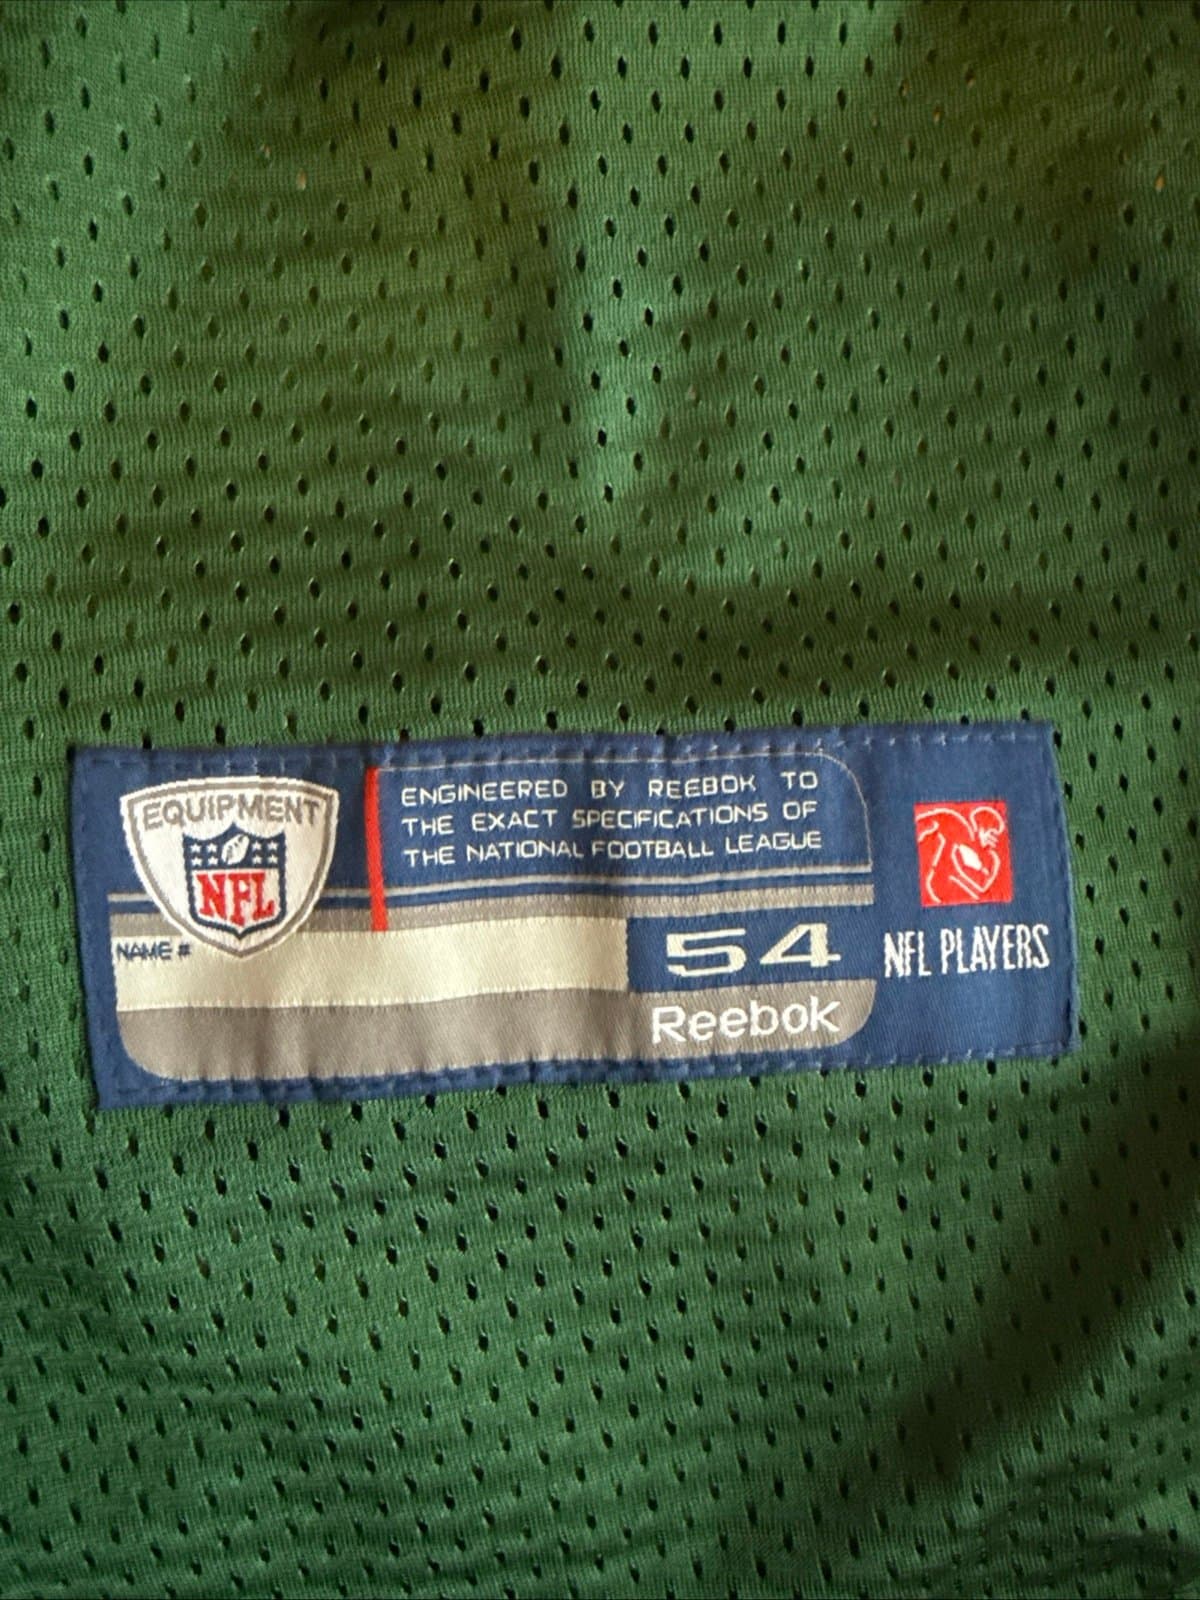 EQUIPMENT
NFL
ENGINEERED BY REEBOK TO
THE EXACT SPECIFICATIONS OF
THE NATIONAL FOOTBALL LEAGUE
NAME #
54
Reebok
NFL PLAYERS